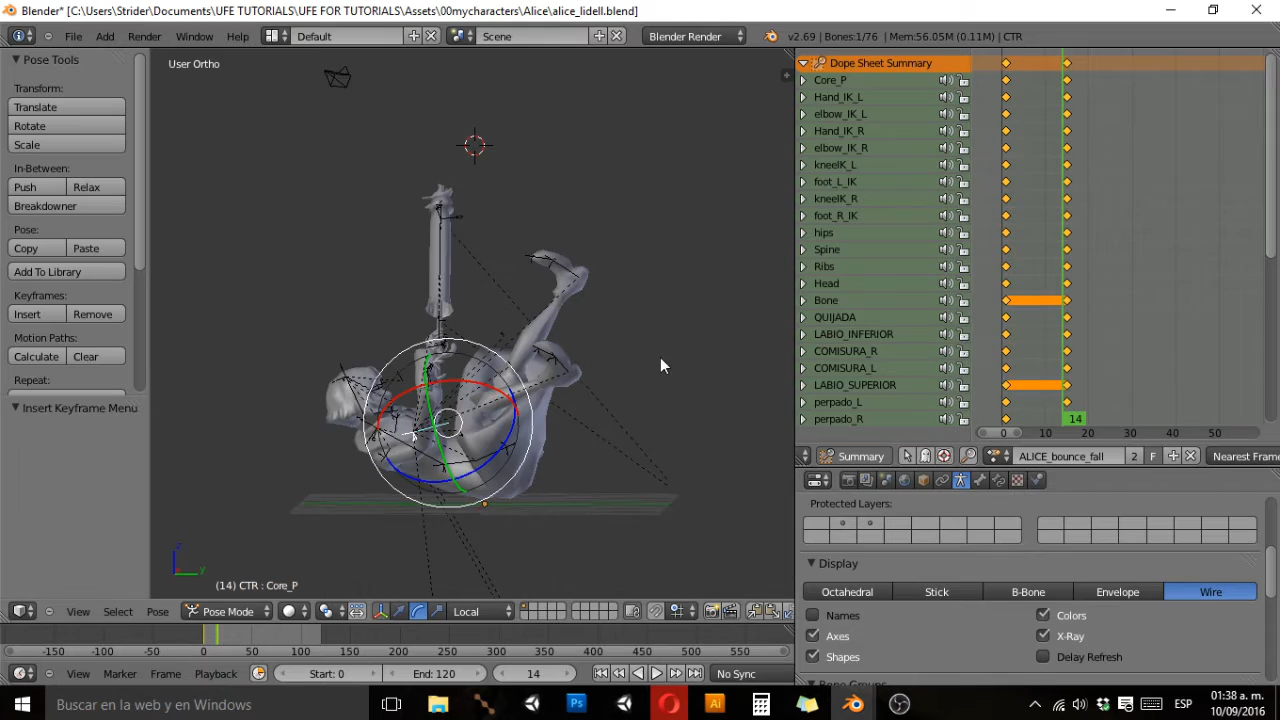 Blender* [C:\Users\Strider\Documents\UFE TUTORIALS\UFE FOR TUTORIALS\Assets\00mycharacters\Alice\alice_lidell.blend]
File Add Render Window Help Default Scene Blender Render v2.69 | Bones:1/76 | Mem:56.05M (0.11M) | CTR
Pose Tools
Transform:
Translate
Rotate
Scale
In-Between:
Push Relax
Breakdowner
Pose:
Copy Paste
Add To Library
Keyframes:
Insert Remove
Motion Paths:
Calculate Clear
Repeat:
Insert Keyframe Menu
User Ortho
z
y
(14) CTR : Core_P
View Select Pose Pose Mode Local
-150 -100 -50 0 50 100 150 200 250 300 350 400 450 500 550
View Marker Frame Playback Start: 0 End: 120 14 No Sync
Dope Sheet Summary
Core_P
Hand_IK_L
elbow_IK_L
Hand_IK_R
elbow_IK_R
kneeIK_L
foot_L_IK
kneeIK_R
foot_R_IK
hips
Spine
Ribs
Head
Bone
QUIJADA
LABIO_INFERIOR
COMISURA_R
COMISURA_L
LABIO_SUPERIOR
perpado_L
perpado_R
14
0 10 20 30 40 50
Summary ALICE_bounce_fall 2 F Nearest Frame
Protected Layers:
Display
Octahedral Stick B-Bone Envelope Wire
Names Colors
Axes X-Ray
Shapes Delay Refresh
Buscar en la web y en Windows
ESP
01:38 a. m.
10/09/2016